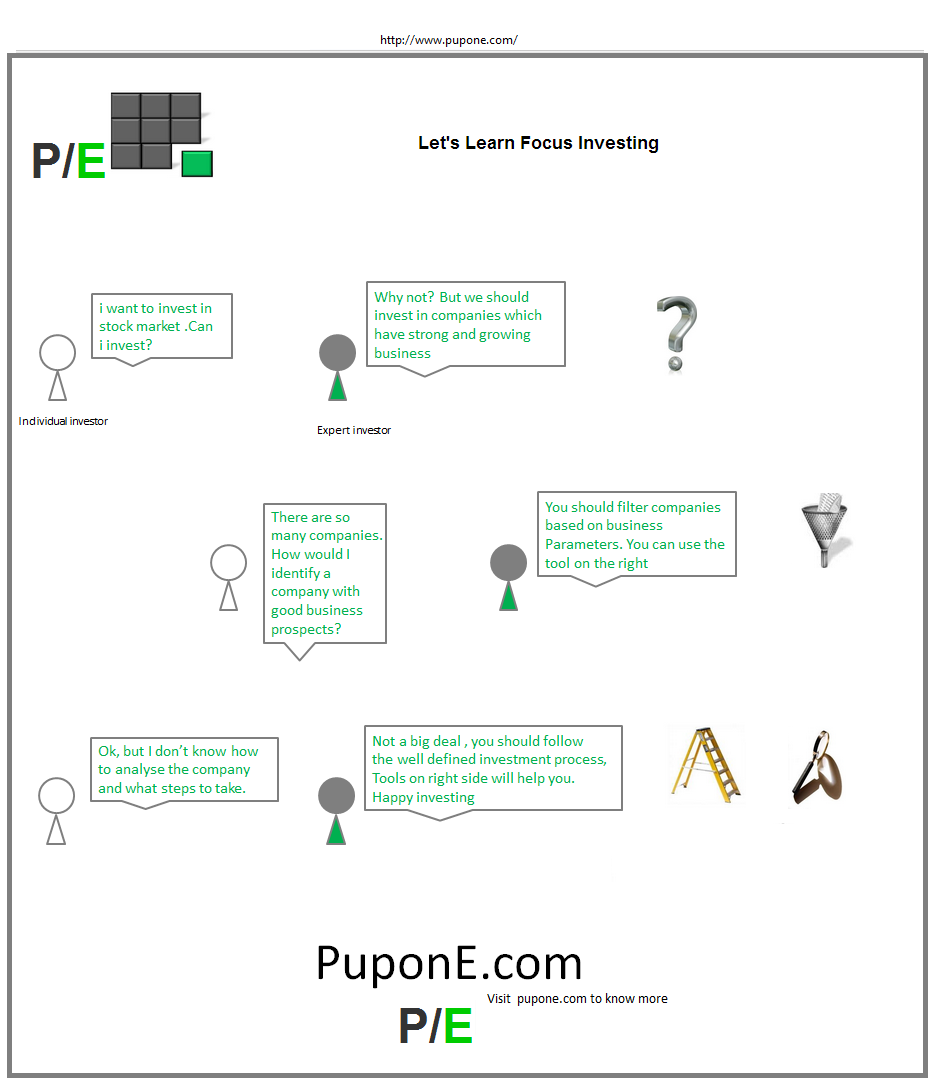 http://www.pupone.com/
P/E
Let's Learn Focus Investing
i want to invest in
stock market .Can
i invest?
Individual investor
Why not? But we should
invest in companies which
have strong and growing
business
Expert investor
?
There are so
many companies.
How would I
identify a
company with
good business
prospects?
You should filter companies
based on business
Parameters. You can use the
tool on the right
Ok, but I don’t know how
to analyse the company
and what steps to take.
Not a big deal , you should follow
the well defined investment process,
Tools on right side will help you.
Happy investing
PuponE.com
Visit pupone.com to know more
P/E